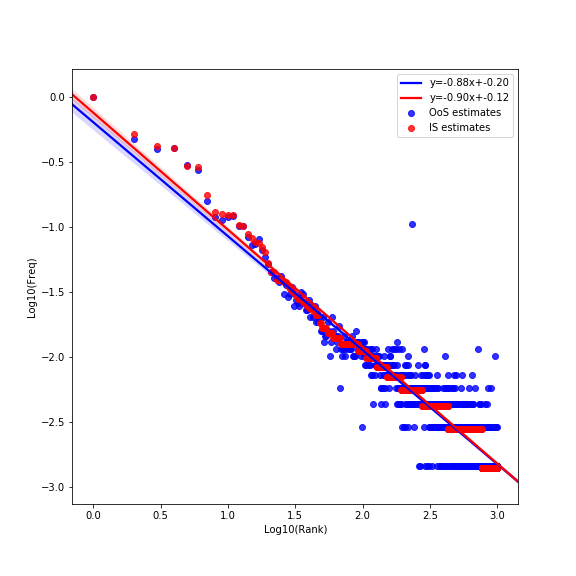 y=-0.88x+-0.20
y=-0.90x+-0.12
OoS estimates
IS estimates
0.0
−0.5
−1.0
−1.5
−2.0
−2.5
−3.0
Log10(Freq)
0.0 0.5 1.0 1.5 2.0 2.5 3.0
Log10(Rank)